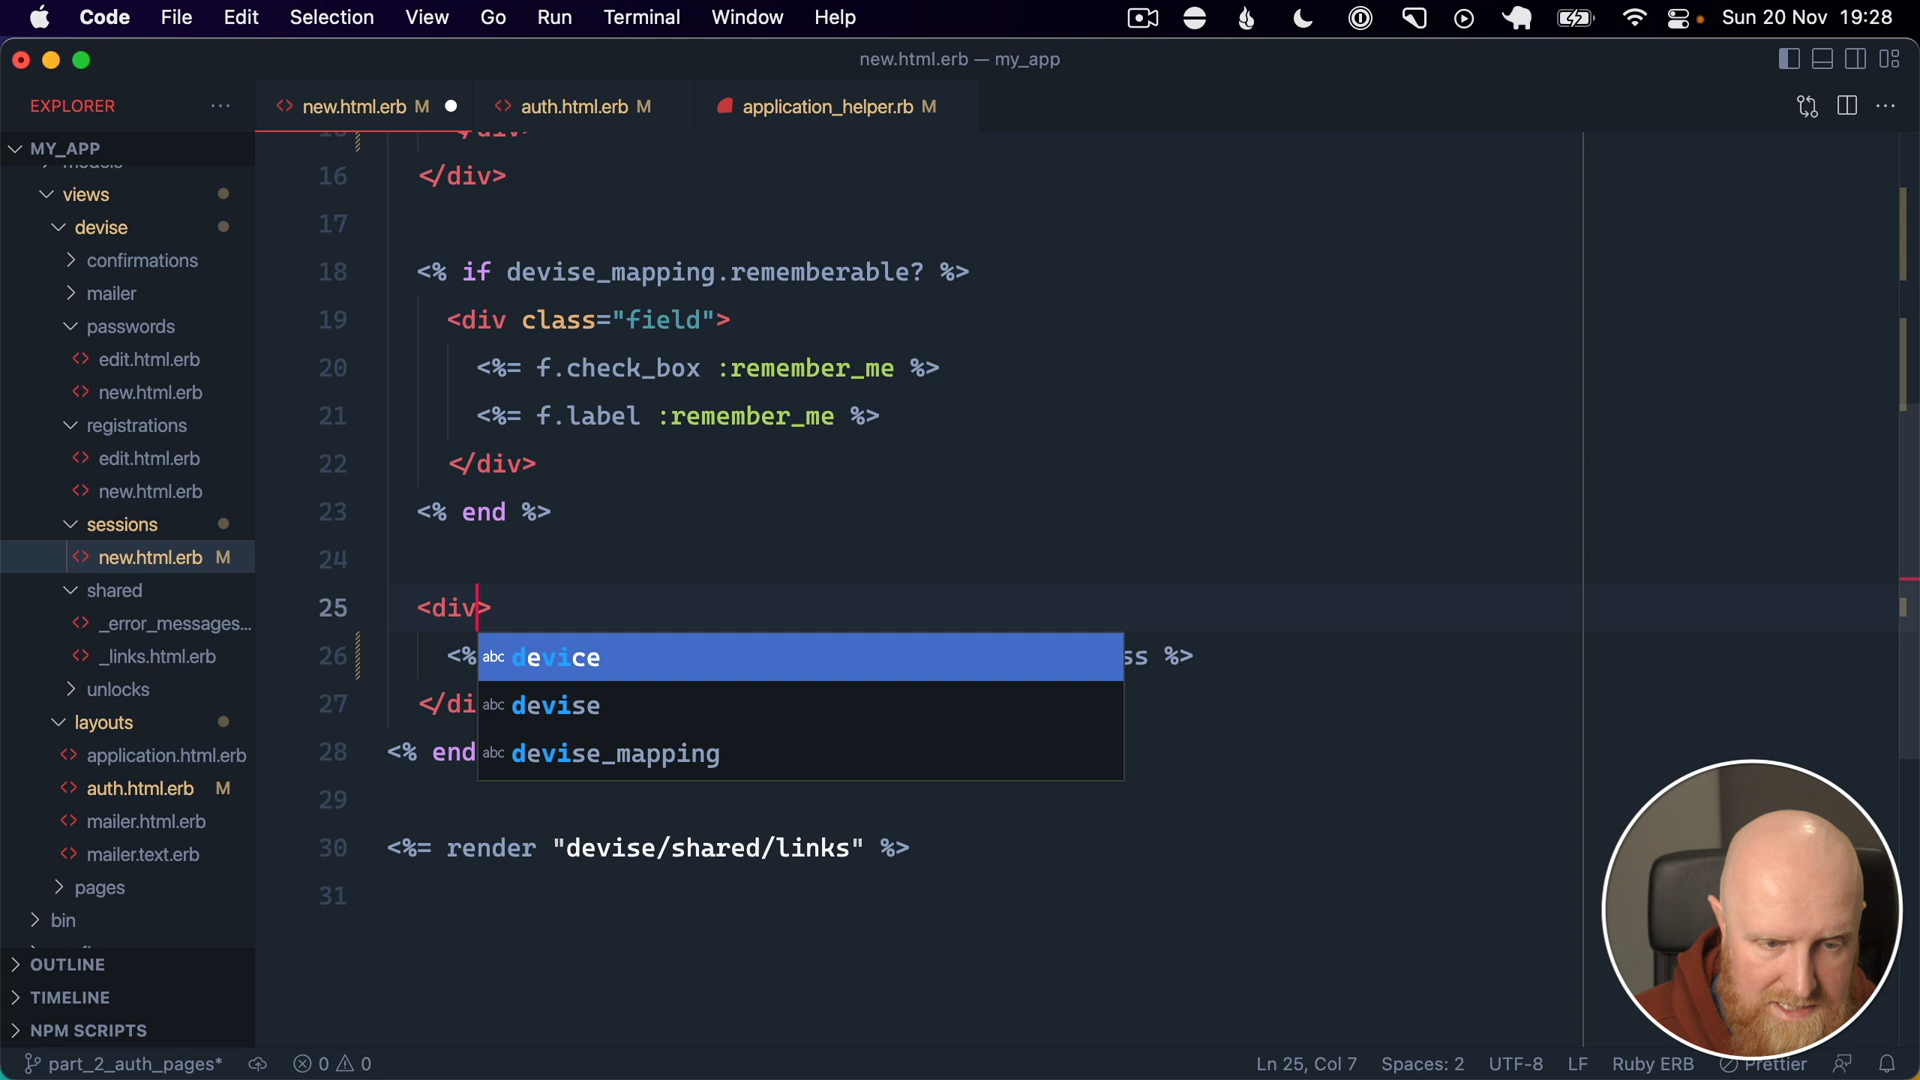 Code File Edit Selection View Go Run Terminal Window Help Sun 20 Nov 19:28
new.html.erb — my_app
EXPLORER
new.html.erb M
auth.html.erb M
application_helper.rb M
MY_APP
models
views
devise
confirmations
mailer
passwords
edit.html.erb
new.html.erb
registrations
edit.html.erb
new.html.erb
sessions
new.html.erb M
shared
_error_messages...
_links.html.erb
unlocks
layouts
application.html.erb
auth.html.erb M
mailer.html.erb
mailer.text.erb
pages
bin
OUTLINE
TIMELINE
NPM SCRIPTS
</div>
16 </div>
17
18 <% if devise_mapping.rememberable? %>
19 <div class="field">
20 <%= f.check_box :remember_me %>
21 <%= f.label :remember_me %>
22 </div>
23 <% end %>
24
25 <div>
26 <% ss %>
27 </di
28 <% end
29
30 <%= render "devise/shared/links" %>
31
abc device
abc devise
abc devise_mapping
part_2_auth_pages* 0 0 Ln 25, Col 7 Spaces: 2 UTF-8 LF Ruby ERB Prettier